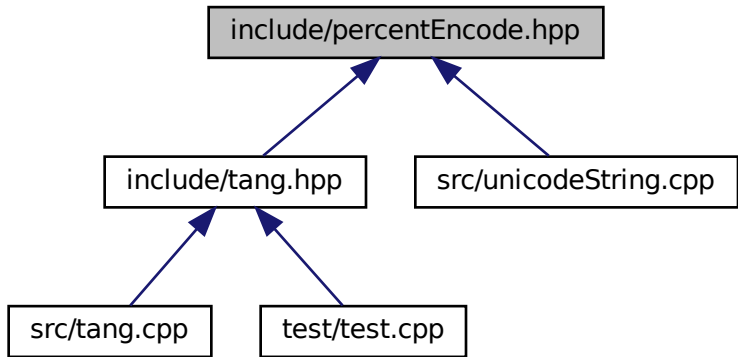 include/percentEncode.hpp
include/tang.hpp
src/unicodeString.cpp
src/tang.cpp
test/test.cpp